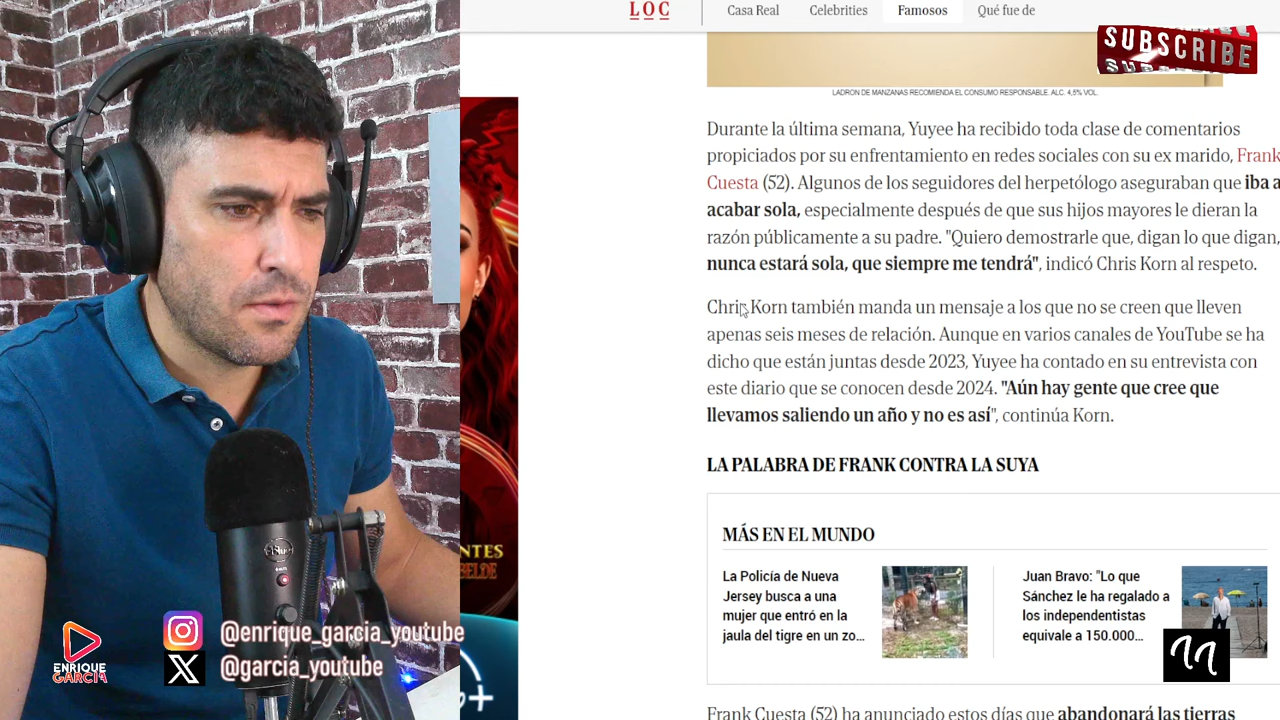 LOC
Casa Real
Celebrities
Famosos
Qué fue de
SUBSCRIBE
LADRON DE MANZANAS RECOMIENDA EL CONSUMO RESPONSABLE. ALC. 4,5% VOL.
Durante la última semana, Yuyee ha recibido toda clase de comentarios
propiciados por su enfrentamiento en redes sociales con su ex marido, Frank
Cuesta (52). Algunos de los seguidores del herpetólogo aseguraban que iba a
acabar sola, especialmente después de que sus hijos mayores le dieran la
razón públicamente a su padre. "Quiero demostrarle que, digan lo que digan,
nunca estará sola, que siempre me tendrá", indicó Chris Korn al respeto.
Chris Korn también manda un mensaje a los que no se creen que lleven
apenas seis meses de relación. Aunque en varios canales de YouTube se ha
dicho que están juntas desde 2023, Yuyee ha contado en su entrevista con
este diario que se conocen desde 2024. "Aún hay gente que cree que
llevamos saliendo un año y no es así", continúa Korn.
LA PALABRA DE FRANK CONTRA LA SUYA
MÁS EN EL MUNDO
La Policía de Nueva
Jersey busca a una
mujer que entró en la
jaula del tigre en un zo...
Juan Bravo: "Lo que
Sánchez le ha regalado a
los independentistas
equivale a 150.000...
Frank Cuesta (52) ha anunciado estos días que abandonará las tierras
NTES
EBELDE
+
Blue
ENRIQUE
GARCIA
@enrique_garcia_youtube
@garcia_youtube